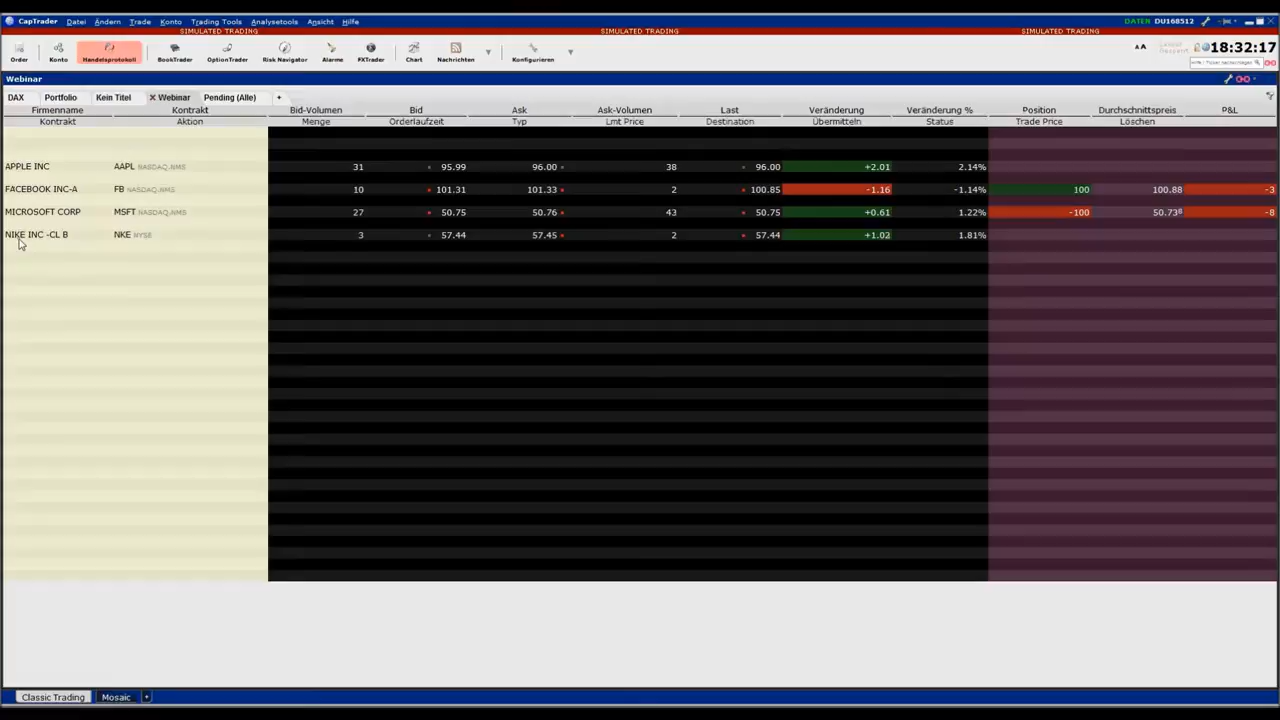 CapTrader Datei Ändern Trade Konto Trading Tools Analysetools Ansicht Hilfe DATEN DU168512
SIMULATED TRADING SIMULATED TRADING SIMULATED TRADING
Order Konto Handelsprotokoll BookTrader OptionTrader Risk Navigator Alarme FXTrader Chart Nachrichten Konfigurieren AA 18:32:17
Webinar
DAX Portfolio Kein Titel X Webinar Pending (Alle) +
Firmenname Kontrakt Bid-Volumen Bid Ask Ask-Volumen Last Veränderung Veränderung % Position Durchschnittspreis P&L
Kontrakt Aktion Menge Orderlaufzeit Typ Lmt Price Destination Übermitteln Status Trade Price Löschen
APPLE INC AAPL NASDAQ.NMS 31 95.99 96.00 38 96.00 +2.01 2.14%
FACEBOOK INC-A FB NASDAQ.NMS 10 101.31 101.33 2 100.85 -1.16 -1.14% 100 100.88 -3
MICROSOFT CORP MSFT NASDAQ.NMS 27 50.75 50.76 43 50.75 +0.61 1.22% -100 50.73⁸ -8
NIKE INC -CL B NKE NYSE 3 57.44 57.45 2 57.44 +1.02 1.81%
Classic Trading Mosaic +